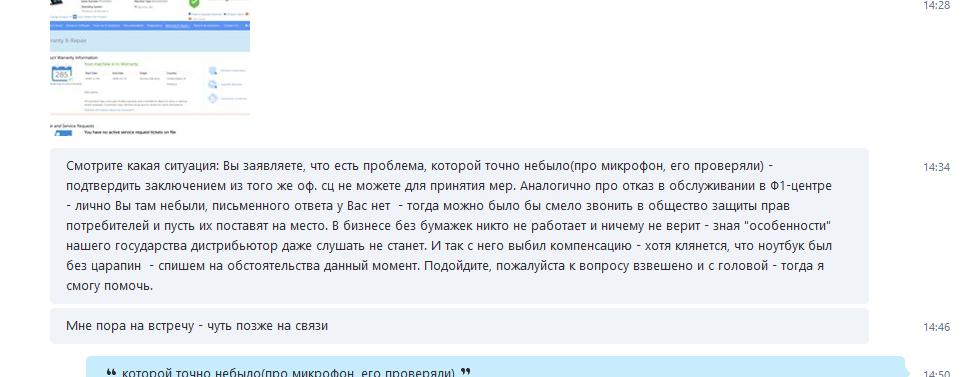 14:28
Warranty & Repair
285
Your machine is In Warranty
You have no active service request tickets on file
Смотрите какая ситуация: Вы заявляете, что есть проблема, которой точно небыло(про микрофон, его проверяли) -
подтвердить заключением из того же оф. сц не можете для принятия мер. Аналогично про отказ в обслуживании в Ф1-центре
- лично Вы там небыли, письменного ответа у Вас нет - тогда можно было бы смело звонить в общество защиты прав
потребителей и пусть их поставят на место. В бизнесе без бумажек никто не работает и ничему не верит - зная "особенности"
нашего государства дистрибьютор даже слушать не станет. И так с него выбил компенсацию - хотя клянется, что ноутбук был
без царапин - спишем на обстоятельства данный момент. Подойдите, пожалуйста к вопросу взвешено и с головой - тогда я
смогу помочь.
14:34
Мне пора на встречу - чуть позже на связи
14:46
❝ которой точно небыло(про микрофон, его проверяли) ❞
14:50